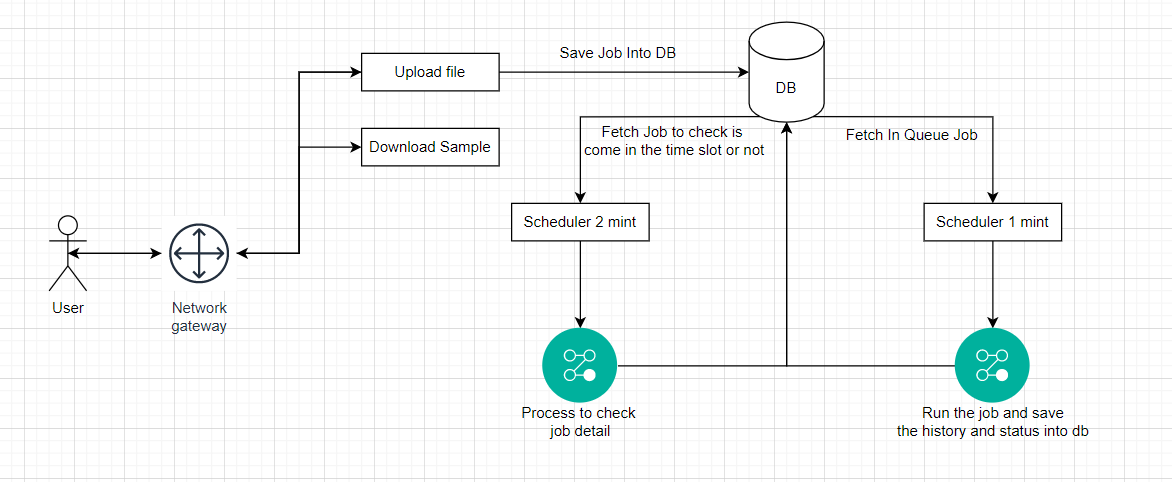 Save Job Into DB
Upload file
DB
Fetch Job to check is
come in the time slot or not
Fetch In Queue Job
Download Sample
Scheduler 2 mint
Scheduler 1 mint
User
Network
gateway
Process to check
job detail
Run the job and save
the history and status into db